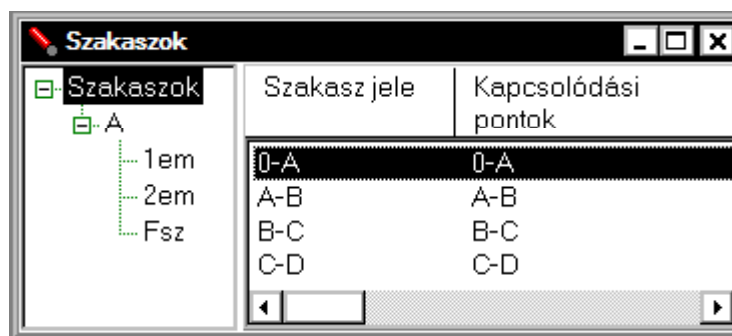 Szakaszok
Szakaszok
A
1em
2em
Fsz
Szakasz jele Kapcsolódási
pontok
0-A 0-A
A-B A-B
B-C B-C
C-D C-D